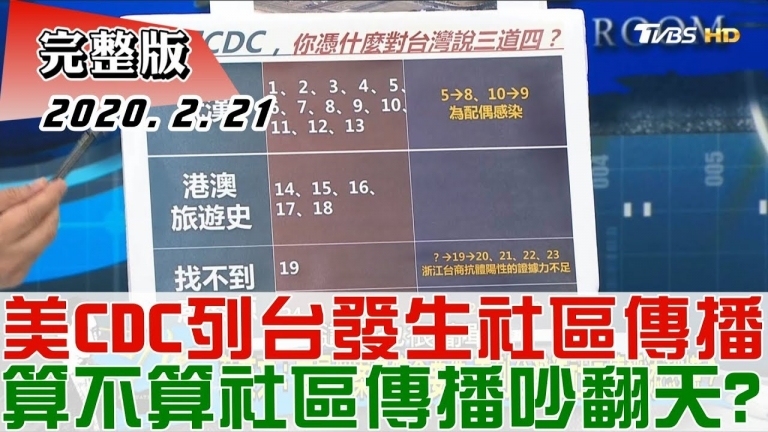 完整版
2020.2.21
CDC，你憑什麼對台灣說三道四？
ROOM
TVBS HD
漢
1、2、3、4、5、
6、7、8、9、10、
11、12、13
5→8、10→9
為配偶感染
港澳
旅遊史
14、15、16、
17、18
004
005
找不到
19
？→19→20、21、22、23
浙江台商抗體陽性的證據力不足
美CDC列台發生社區傳播
算不算社區傳播吵翻天?